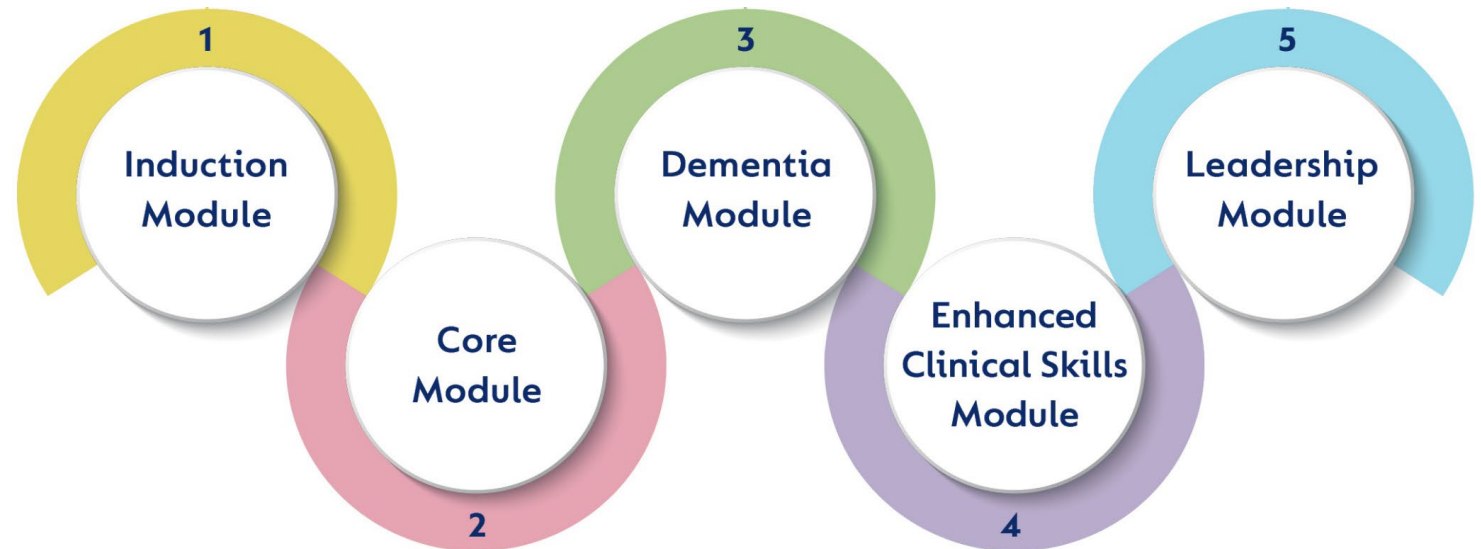 1
Induction
Module
Core
Module
2
3
Dementia
Module
Enhanced
Clinical Skills
Module
4
5
Leadership
Module